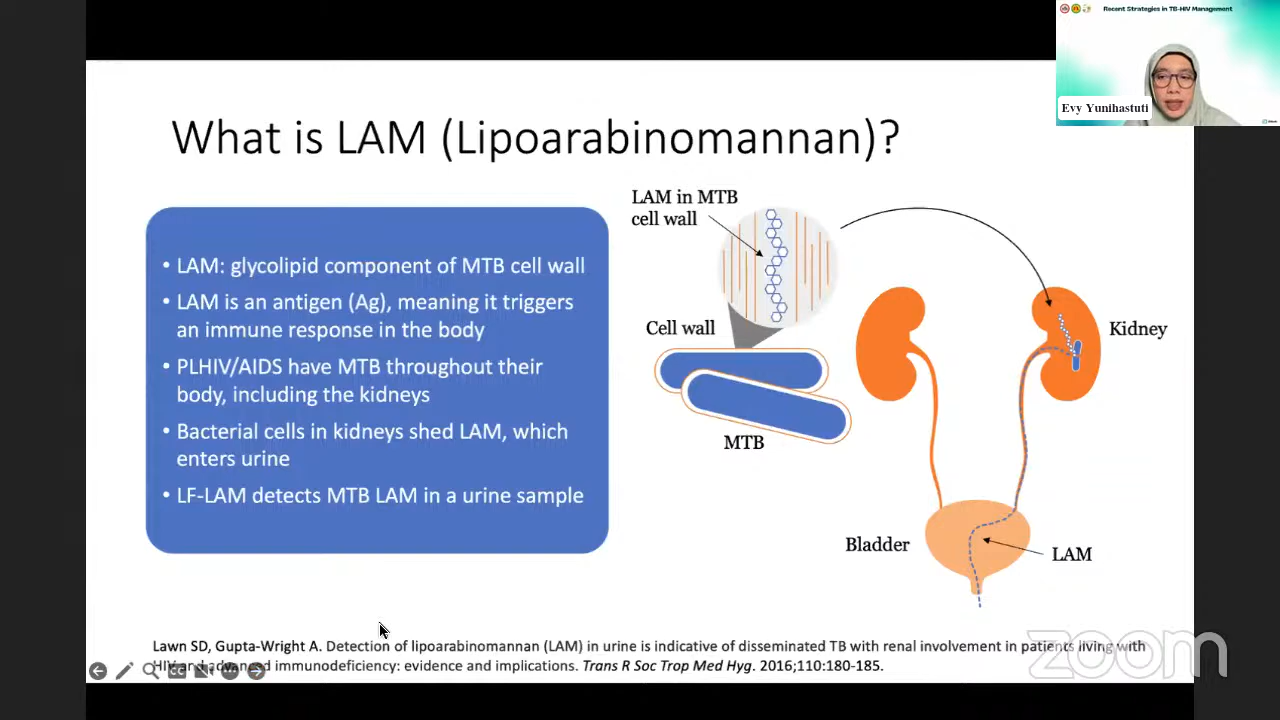 Recent Strategies in TB-HIV Management
Evy Yunihastuti
What is LAM (Lipoarabinomannan)?
• LAM: glycolipid component of MTB cell wall
• LAM is an antigen (Ag), meaning it triggers
an immune response in the body
• PLHIV/AIDS have MTB throughout their
body, including the kidneys
• Bacterial cells in kidneys shed LAM, which
enters urine
• LF-LAM detects MTB LAM in a urine sample
LAM in MTB
cell wall
Cell wall
MTB
Kidney
Bladder
LAM
Lawn SD, Gupta-Wright A. Detection of lipoarabinomannan (LAM) in urine is indicative of disseminated TB with renal involvement in patients living with
HIV and advanced immunodeficiency: evidence and implications. Trans R Soc Trop Med Hyg. 2016;110:180-185.
CC
zoom